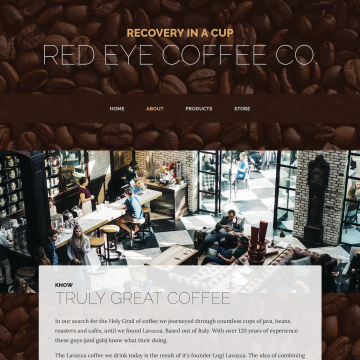 RECOVERY IN A CUP
RED EYE COFFEE CO.
HOME ABOUT PRODUCTS STORE
KNOW
TRULY GREAT COFFEE
In our search for the Holy Grail of coffee we journeyed through countless cups of java, beans,
roasters and cafés, until we found Lavazza. Based out of Italy. With over 120 years of experience
these guys (and gals) know what their doing.
The Lavazza coffee we drink today is the result of it's founder Lugi Lavazza. The idea of combining